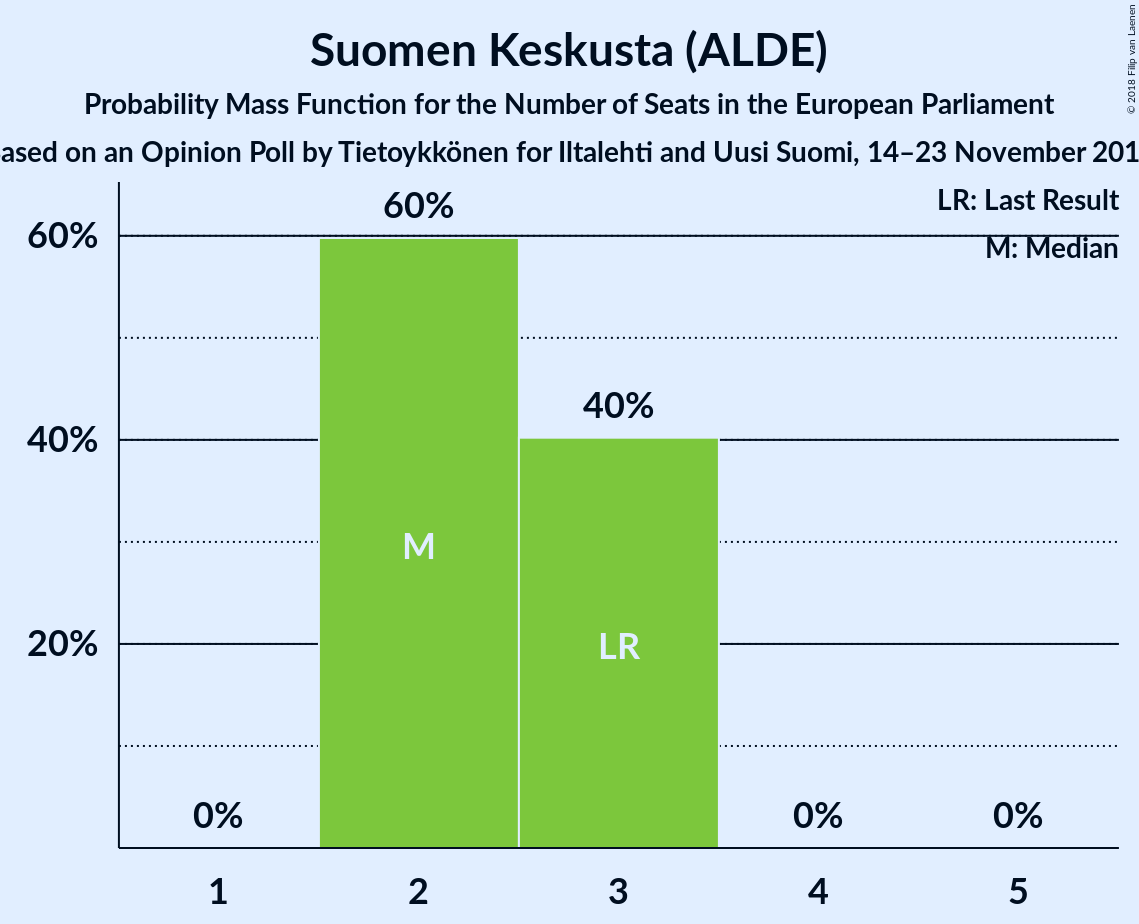 Suomen Keskusta (ALDE)
Probability Mass Function for the Number of Seats in the European Parliament
on an Opinion Poll by Tietoykkönen for Iltalehti and Uusi Suomi, 14–23 November
© 2018 Filip van Laenen
LR: Last Result
M: Median
60%
40%
20%
0%
60%
40%
0%
0%
M
LR
1 2 3 4 5